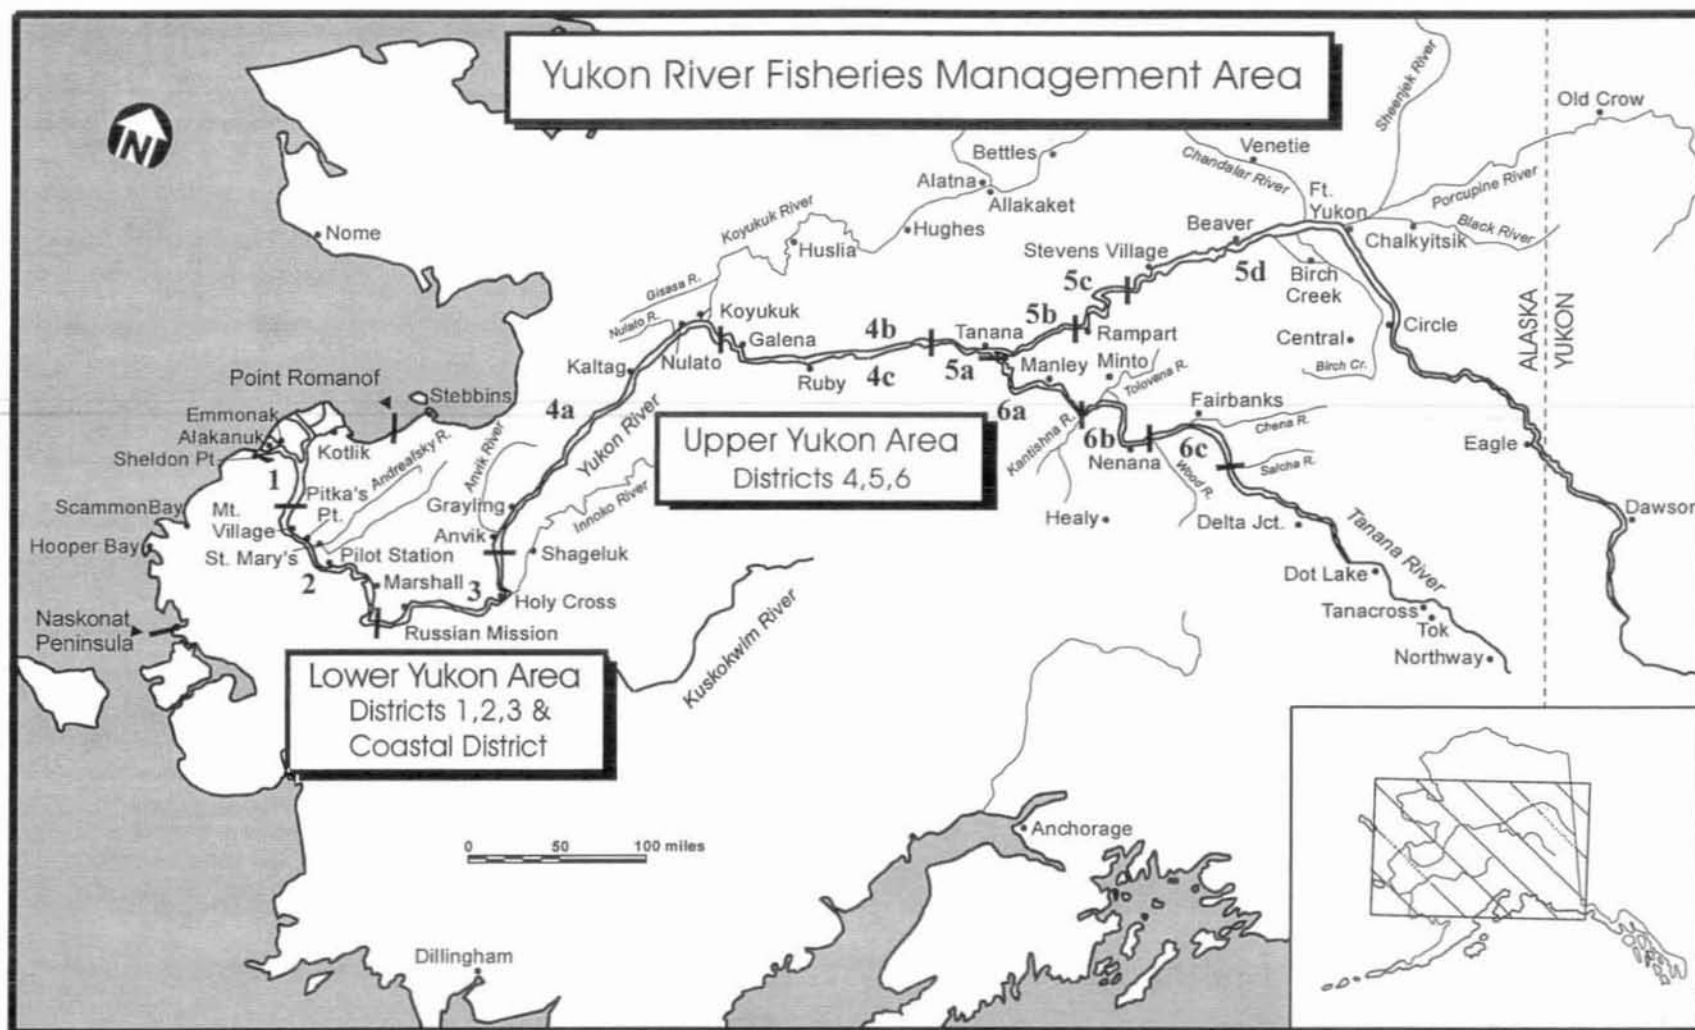 Yukon River Fisheries Management Area
N
Old Crow
Sheenjek River
Porcupine River
Venetie
Chandalar River
Ft.
Yukon
Black River
Chalkyitsik
Bettles
Alatna
Allakaket
Hughes
Koyukuk River
Huslia
Nome
Beaver
Stevens Village
5d
Birch
Creek
5c
5b
Rampart
Gisasa R.
Nulato R.
Koyukuk
Galena
Nulato
Kaltag
4b
Ruby
4c
Tanana
5a
Manley
Minto
Tolovena R.
Central
Birch Cr.
Circle
ALASKA
YUKON
Point Romanof
Stebbins
Emmonak
Alakanuk
Sheldon Pt.
Kotlik
4a
Yukon River
6a
Kantishna R.
6b
Nenana
Fairbanks
Chena R.
6c
Salcha R.
Wood R.
Eagle
Upper Yukon Area
Districts 4,5,6
1
Andreafsky R.
Anvik River
Pitka's
Pt.
Grayling
Innoko River
ScammonBay
Mt.
Village
Hooper Bay
St. Mary's
Pilot Station
Anvik
Shageluk
Healy
Delta Jct.
Tanana River
Dawson
2
Marshall
3
Holy Cross
Dot Lake
Naskonat
Peninsula
Russian Mission
Tanacross
Tok
Northway
Kuskokwim River
Lower Yukon Area
Districts 1,2,3 &
Coastal District
0 50 100 miles
Anchorage
Dillingham